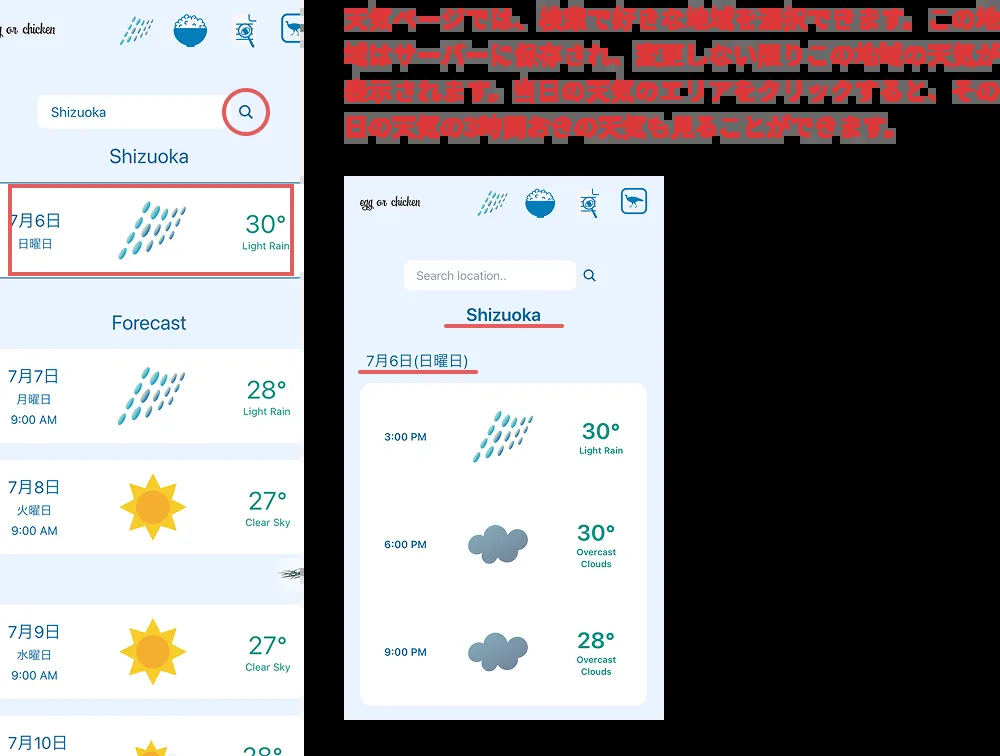 g or chicken
Shizuoka
Shizuoka
7月6日
日曜日
30°
Light Rain
Forecast
7月7日
月曜日
9:00 AM
28°
Light Rain
7月8日
火曜日
9:00 AM
27°
Clear Sky
7月9日
水曜日
9:00 AM
27°
Clear Sky
7月10日
28°
天気ページでは、検索で好きな地域を選択できます。この地
域はサーバーに保存され、変更しない限りこの地域の天気が
表示されます。当日の天気のエリアをクリックすると、その
日の天気の3時間おきの天気も見ることができます。
egg or chicken
Search location..
Shizuoka
7月6日(日曜日)
3:00 PM
30°
Light Rain
6:00 PM
30°
Overcast
Clouds
9:00 PM
28°
Overcast
Clouds